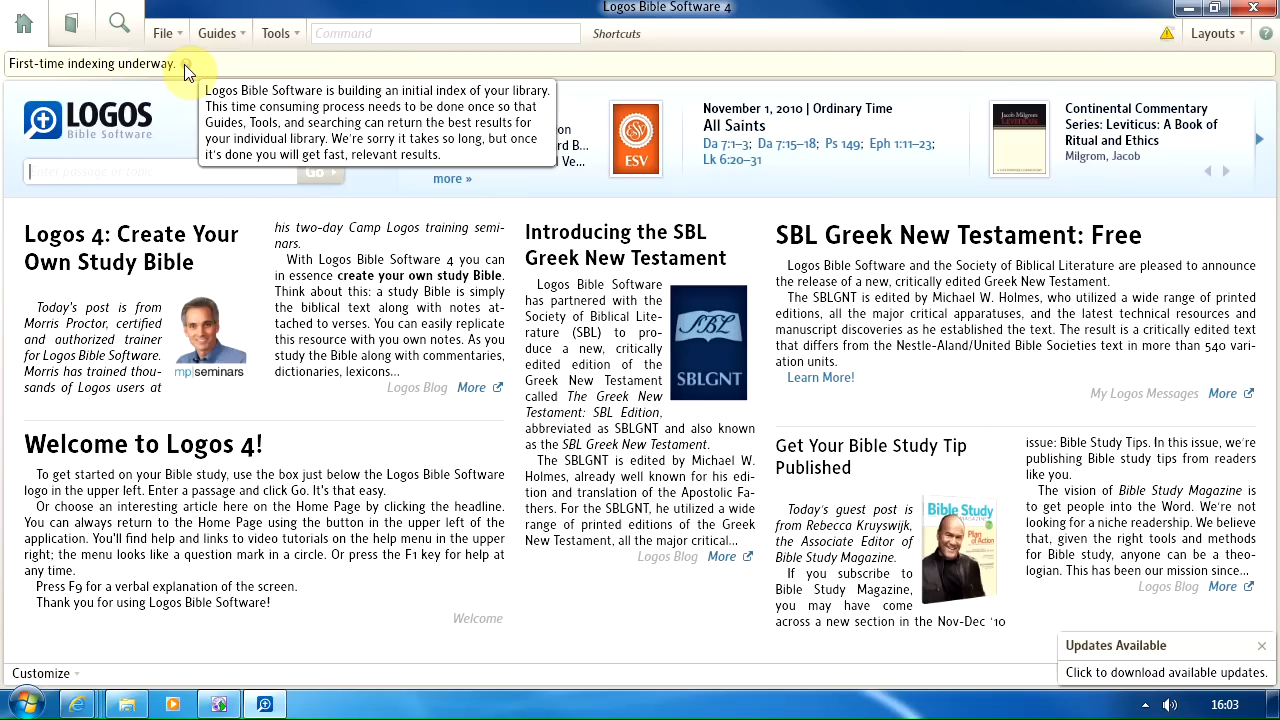 Logos Bible Software 4
File
Guides
Tools
Command
Shortcuts
Layouts
First-time indexing underway.
Logos Bible Software is building an initial index of your library.
This time consuming process needs to be done once so that
Guides, Tools, and searching can return the best results for
your individual library. We're sorry it takes so long, but once
it's done you will get fast, relevant results.
LOGOS
Bible Software
Enter passage or topic
Go
more »
ESV
November 1, 2010 | Ordinary Time
All Saints
Da 7:1–3; Da 7:15–18; Ps 149; Eph 1:11–23;
Lk 6:20–31
Jacob Milgrom
LEVITICUS
Continental Commentary
Series: Leviticus: A Book of
Ritual and Ethics
Milgrom, Jacob
Logos 4: Create Your
Own Study Bible
Today's post is from
Morris Proctor, certified
and authorized trainer
for Logos Bible Software.
Morris has trained thou-
sands of Logos users at
mp|seminars
his two-day Camp Logos training semi-
nars.
With Logos Bible Software 4 you can
in essence create your own study Bible.
Think about this: a study Bible is simply
the biblical text along with notes at-
tached to verses. You can easily replicate
this resource with you own notes. As you
study the Bible along with commentaries,
dictionaries, lexicons...
Logos Blog More
Welcome to Logos 4!
To get started on your Bible study, use the box just below the Logos Bible Software
logo in the upper left. Enter a passage and click Go. It's that easy.
Or choose an interesting article here on the Home Page by clicking the headline.
You can always return to the Home Page using the button in the upper left of the
application. You'll find help and links to video tutorials on the help menu in the upper
right; the menu looks like a question mark in a circle. Or press the F1 key for help at
any time.
Press F9 for a verbal explanation of the screen.
Thank you for using Logos Bible Software!
Welcome
Introducing the SBL
Greek New Testament
Logos Bible Software
has partnered with the
Society of Biblical Lite-
rature (SBL) to pro-
duce a new, critically
edited edition of the
Greek New Testament
called The Greek New
Testament: SBL Edition,
abbreviated as SBLGNT and also known
as the SBL Greek New Testament.
The SBLGNT is edited by Michael W.
Holmes, already well known for his edi-
tion and translation of the Apostolic Fa-
thers. For the SBLGNT, he utilized a wide
range of printed editions of the Greek
New Testament, all the major critical...
Logos Blog More
SBL
SBLGNT
SBL Greek New Testament: Free
Logos Bible Software and the Society of Biblical Literature are pleased to announce
the release of a new, critically edited Greek New Testament.
The SBLGNT is edited by Michael W. Holmes, who utilized a wide range of printed
editions, all the major critical apparatuses, and the latest technical resources and
manuscript discoveries as he established the text. The result is a critically edited text
that differs from the Nestle-Aland/United Bible Societies text in more than 540 vari-
ation units.
Learn More!
My Logos Messages More
Get Your Bible Study Tip
Published
Today's guest post is
from Rebecca Kruyswijk,
the Associate Editor of
Bible Study Magazine.
If you subscribe to
Bible Study Magazine,
you may have come
across a new section in the Nov-Dec '10
Bible Study
Plan of
Action
issue: Bible Study Tips. In this issue, we're
publishing Bible study tips from readers
like you.
The vision of Bible Study Magazine is
to get people into the Word. We're not
looking for a niche readership. We believe
that, given the right tools and methods
for Bible study, anyone can be a theo-
logian. This has been our mission since...
Logos Blog More
Updates Available
Click to download available updates.
Customize
16:03